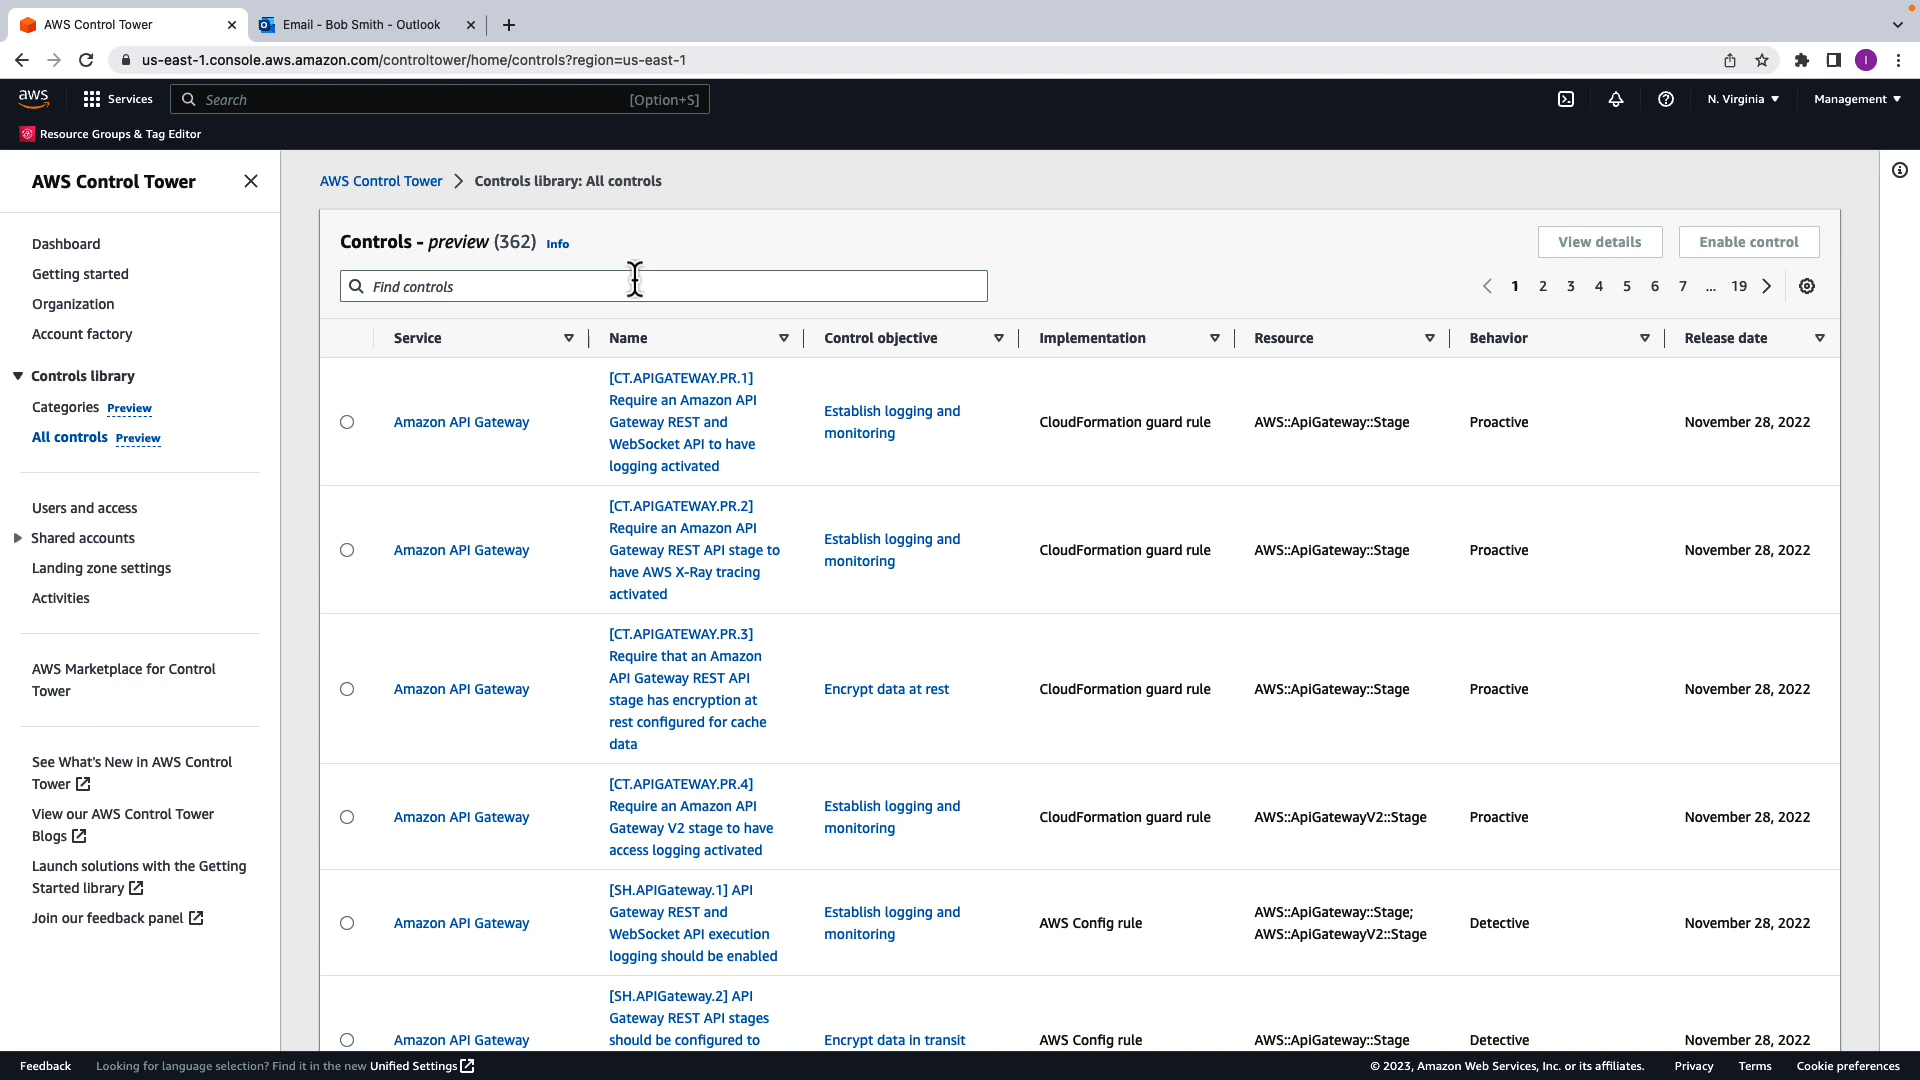 AWS Control Tower
Email - Bob Smith - Outlook
us-east-1.console.aws.amazon.com/controltower/home/controls?region=us-east-1
aws
Services
Search
[Option+S]
N. Virginia
Management
Resource Groups & Tag Editor
AWS Control Tower
Dashboard
Getting started
Organization
Account factory
Controls library
Categories Preview
All controls Preview
Users and access
Shared accounts
Landing zone settings
Activities
AWS Marketplace for Control
Tower
See What's New in AWS Control
Tower
View our AWS Control Tower
Blogs
Launch solutions with the Getting
Started library
Join our feedback panel
AWS Control Tower > Controls library: All controls
Controls - preview (362) Info
View details
Enable control
Find controls
1 2 3 4 5 6 7 ... 19
Service Name Control objective Implementation Resource Behavior Release date
Amazon API Gateway
[CT.APIGATEWAY.PR.1]
Require an Amazon API
Gateway REST and
WebSocket API to have
logging activated
Establish logging and
monitoring
CloudFormation guard rule
AWS::ApiGateway::Stage
Proactive
November 28, 2022
Amazon API Gateway
[CT.APIGATEWAY.PR.2]
Require an Amazon API
Gateway REST API stage to
have AWS X-Ray tracing
activated
Establish logging and
monitoring
CloudFormation guard rule
AWS::ApiGateway::Stage
Proactive
November 28, 2022
Amazon API Gateway
[CT.APIGATEWAY.PR.3]
Require that an Amazon
API Gateway REST API
stage has encryption at
rest configured for cache
data
Encrypt data at rest
CloudFormation guard rule
AWS::ApiGateway::Stage
Proactive
November 28, 2022
Amazon API Gateway
[CT.APIGATEWAY.PR.4]
Require an Amazon API
Gateway V2 stage to have
access logging activated
Establish logging and
monitoring
CloudFormation guard rule
AWS::ApiGatewayV2::Stage
Proactive
November 28, 2022
Amazon API Gateway
[SH.APIGateway.1] API
Gateway REST and
WebSocket API execution
logging should be enabled
Establish logging and
monitoring
AWS Config rule
AWS::ApiGateway::Stage;
AWS::ApiGatewayV2::Stage
Detective
November 28, 2022
Amazon API Gateway
[SH.APIGateway.2] API
Gateway REST API stages
should be configured to
Encrypt data in transit
AWS Config rule
AWS::ApiGateway::Stage
Detective
November 28, 2022
Feedback
Looking for language selection? Find it in the new Unified Settings
© 2023, Amazon Web Services, Inc. or its affiliates.
Privacy
Terms
Cookie preferences